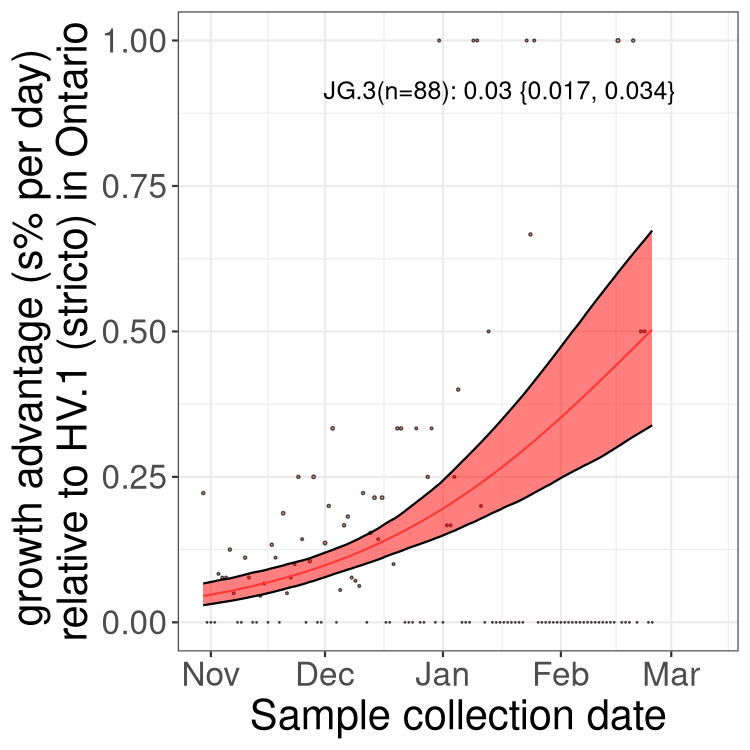 growth advantage (s% per day)
relative to HV.1 (stricto) in Ontario
1.00
JG.3(n=88): 0.03 {0.017, 0.034}
0.75
0.50
0.25
0.00
Nov Dec Jan Feb Mar
Sample collection date